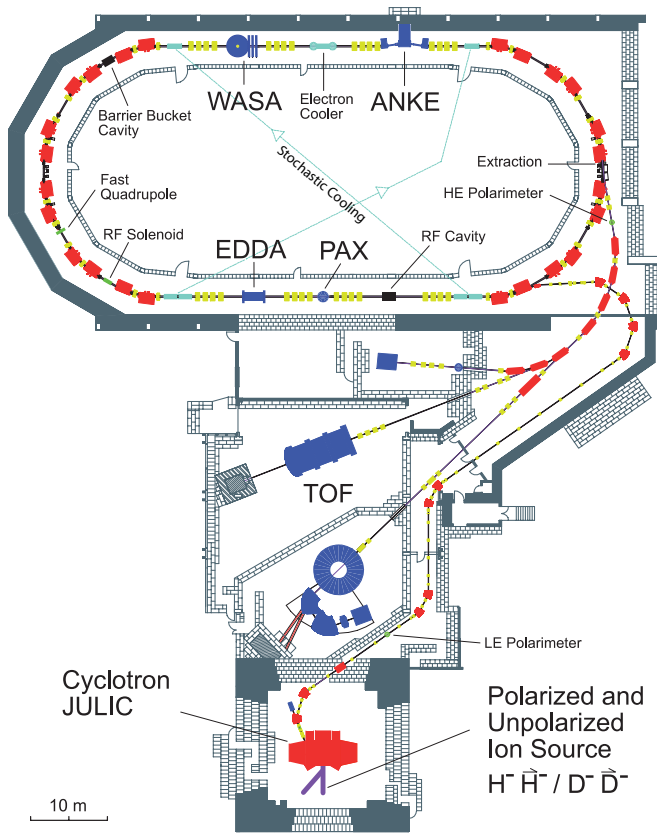 WASA
Electron
Cooler
ANKE
Barrier Bucket
Cavity
Stochastic Cooling
Extraction
Fast
Quadrupole
HE Polarimeter
RF Solenoid
EDDA
PAX
RF Cavity
TOF
LE Polarimeter
Cyclotron
JULIC
Polarized and
Unpolarized
Ion Source
H⁻ H⃗⁻ / D⁻ D⃗⁻
10 m